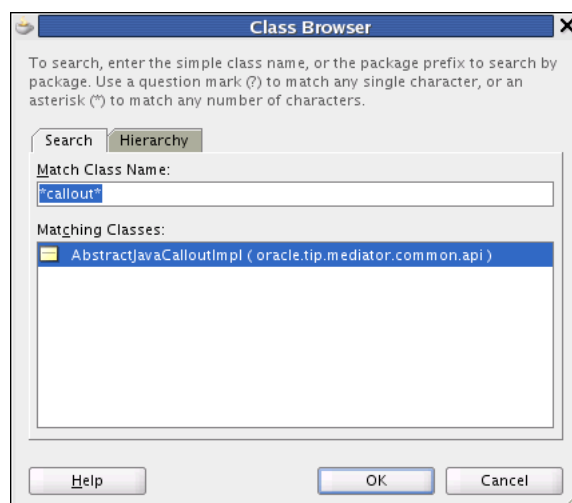 Class Browser
To search, enter the simple class name, or the package prefix to search by
package. Use a question mark (?) to match any single character, or an
asterisk (*) to match any number of characters.
Search Hierarchy
Match Class Name:
*callout*
Matching Classes:
AbstractJavaCalloutImpl ( oracle.tip.mediator.common.api )
Help OK Cancel